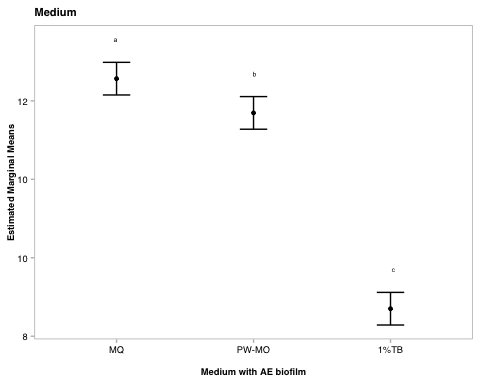 Medium
a
b
c
12
10
10
8
Estimated Marginal Means
MQ PW-MO 1%TB
Medium with AE biofilm